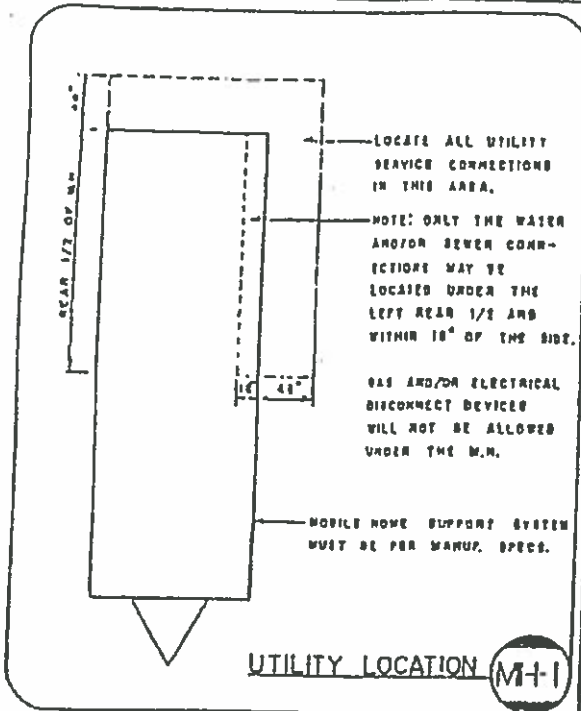 48"
REAR 1/2 OF MH
LOCATE ALL UTILITY
SERVICE CONNECTIONS
IN THIS AREA.
NOTE: ONLY THE WATER
AND/OR SEWER CONN-
ECTIONS MAY BE
LOCATED UNDER THE
LEFT REAR 1/2 AND
WITHIN 18" OF THE SIDE.
18" 48"
GAS AND/OR ELECTRICAL
DISCONNECT DEVICES
WILL NOT BE ALLOWED
UNDER THE M.H.
MOBILE HOME SUPPORT SYSTEM
MUST BE PER MANUF. SPECS.
UTILITY LOCATION MH-1